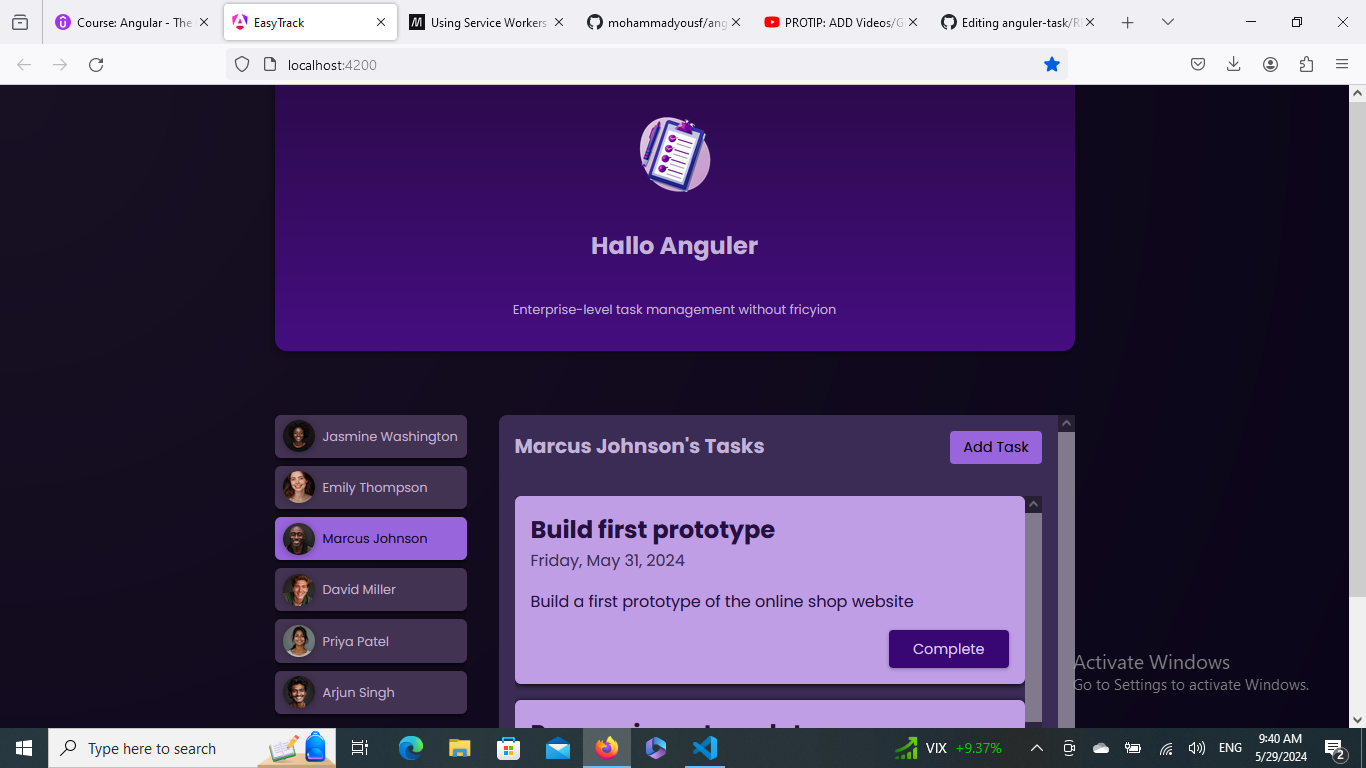 Course: Angular - The
EasyTrack
Using Service Workers
mohammadyousf/ang
PROTIP: ADD Videos/G
Editing anguler-task/RE
localhost:4200
Hallo Anguler
Enterprise-level task management without fricyion
Jasmine Washington
Emily Thompson
Marcus Johnson
David Miller
Priya Patel
Arjun Singh
Marcus Johnson's Tasks
Add Task
Build first prototype
Friday, May 31, 2024
Build a first prototype of the online shop website
Complete
Activate Windows
Go to Settings to activate Windows.
Type here to search
VIX +9.37%
ENG
9:40 AM
5/29/2024
2